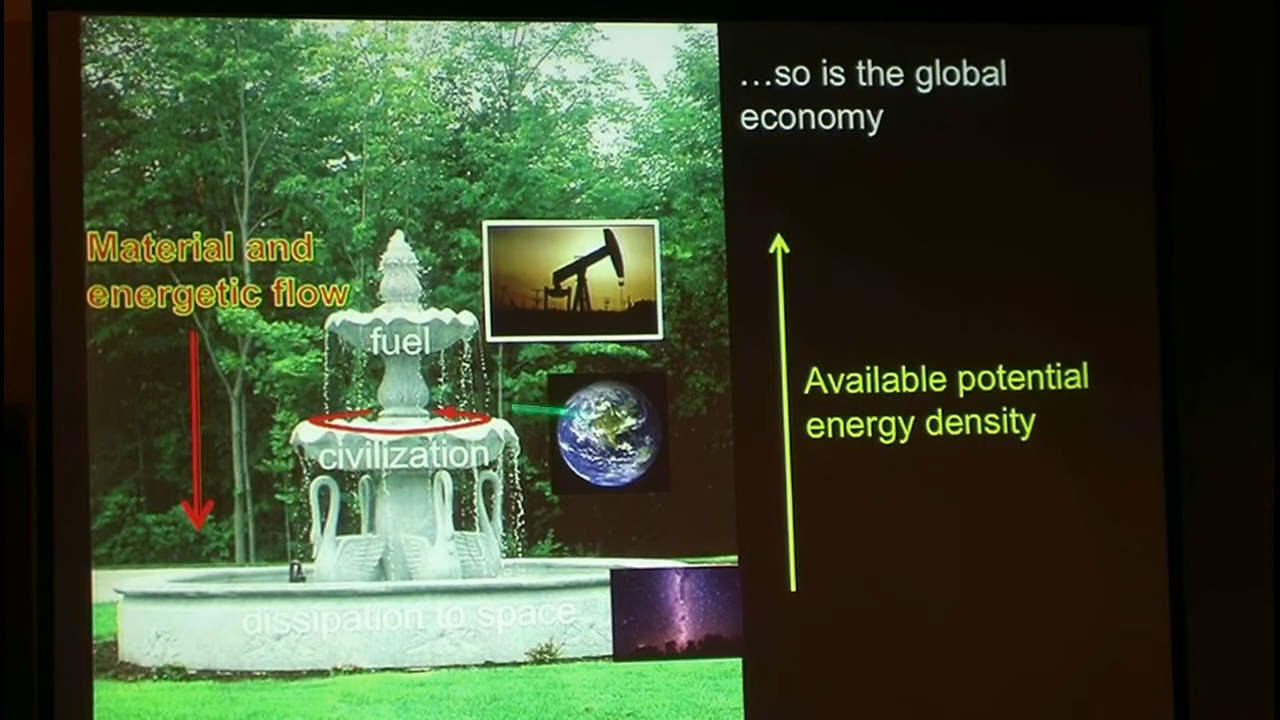 …so is the global
economy
Material and
energetic flow
fuel
civilization
dissipation to space
Available potential
energy density